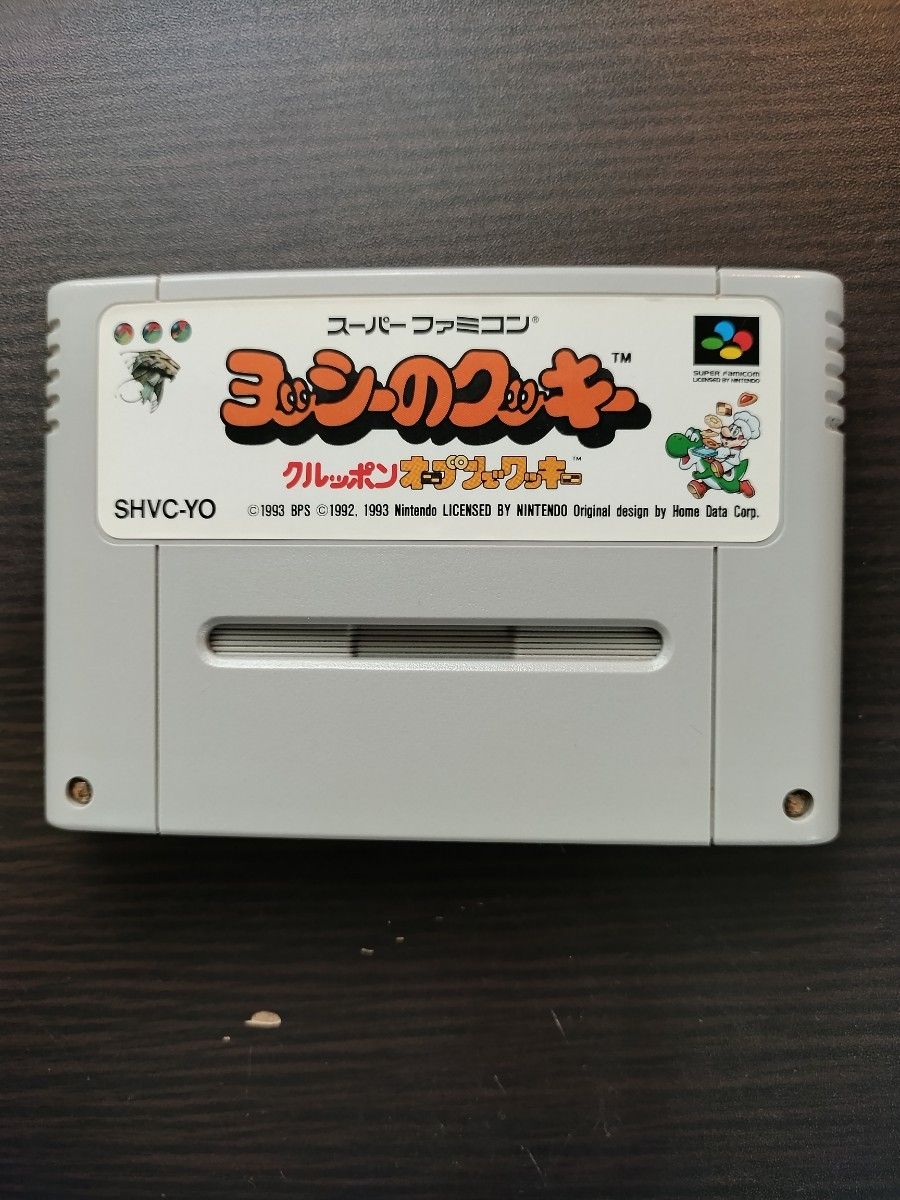 スーパーファミコン®
ヨッシーのクッキー™
クルッポンオーブンでクッキー™
SUPER FAMICOM
LICENSED BY NINTENDO
SHVC-YO
©1993 BPS ©1992, 1993 Nintendo LICENSED BY NINTENDO Original design by Home Data Corp.